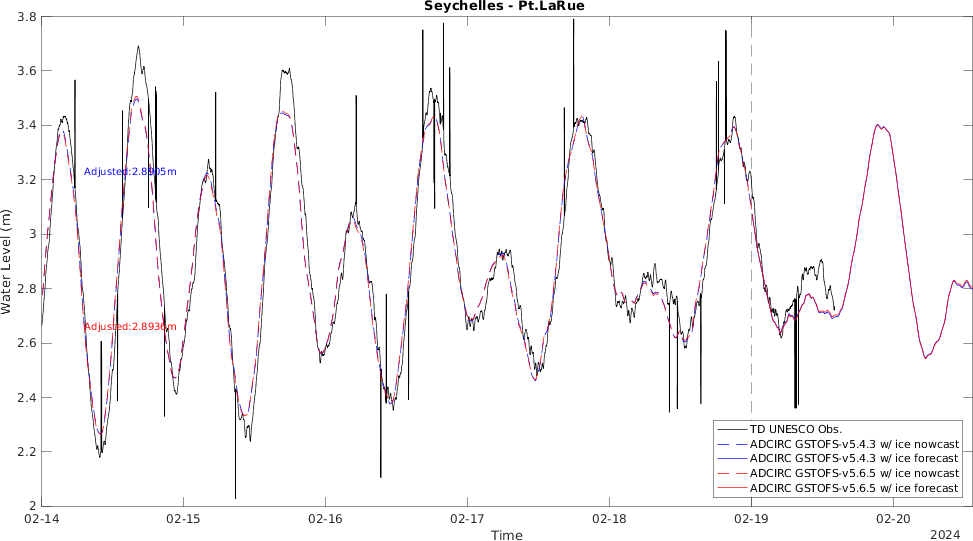 Seychelles - Pt.LaRue
Water Level (m)
3.8
3.6
3.4
3.2
3
2.8
2.6
2.4
2.2
2
Adjusted:2.8905m
Adjusted:2.8936m
TD UNESCO Obs.
ADCIRC GSTOFS-v5.4.3 w/ ice nowcast
ADCIRC GSTOFS-v5.4.3 w/ ice forecast
ADCIRC GSTOFS-v5.6.5 w/ ice nowcast
ADCIRC GSTOFS-v5.6.5 w/ ice forecast
02-14 02-15 02-16 02-17 02-18 02-19 02-20
Time
2024